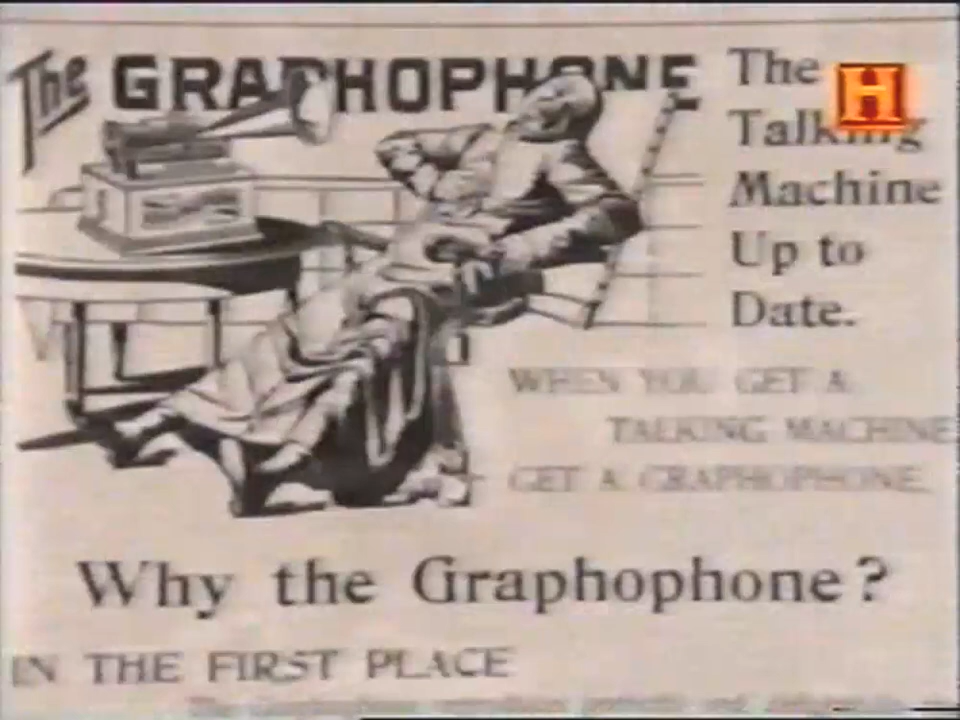 The GRAPHOPHONE
The
Talking
Machine
Up to
Date.
H
WHEN YOU GET A
TALKING MACHINE
GET A GRAPHOPHONE.
Why the Graphophone?
IN THE FIRST PLACE